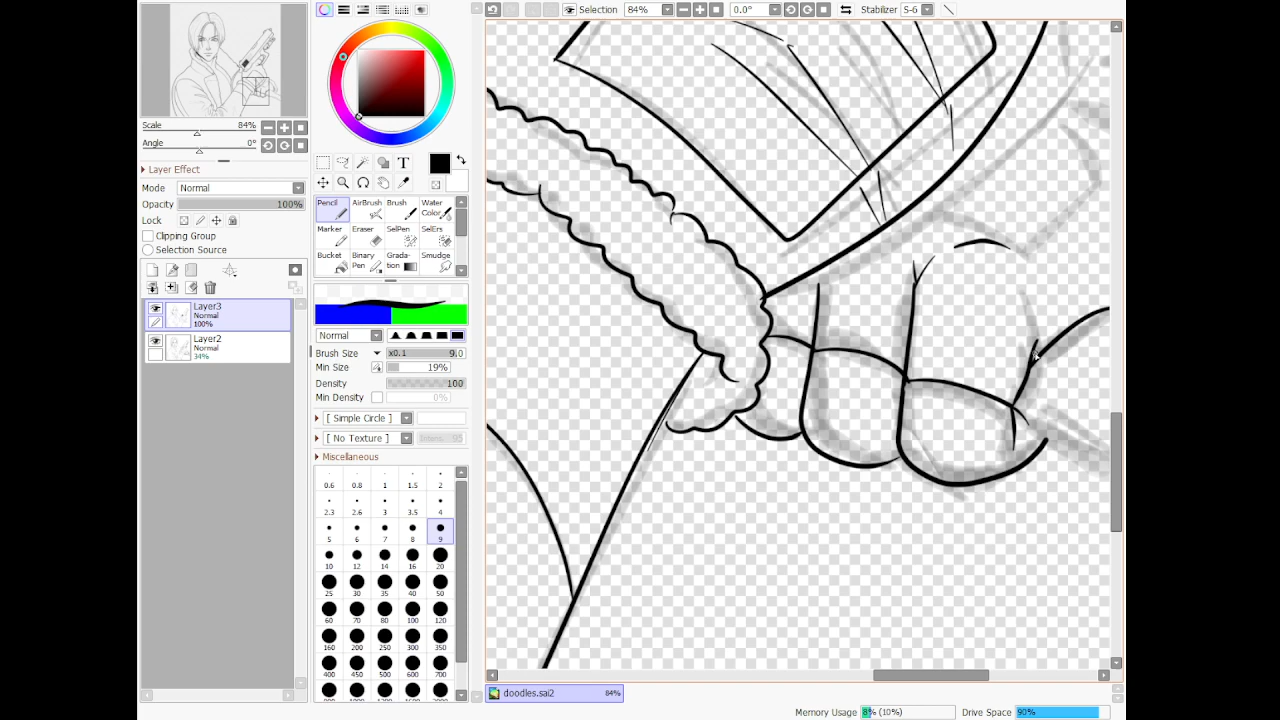 Selection 84% 0.0° Stabilizer S-6
Scale 84%
Angle 0°
Layer Effect
Mode Normal
Opacity 100%
Lock
Clipping Group
Selection Source
Layer3
Normal
100%
Layer2
Normal
34%
T
Pencil AirBrush Brush Water Color
Marker Eraser SelPen SelErs
Bucket Binary Pen Grada-tion Smudge
Normal
Brush Size x0.1 9.0
Min Size 19%
Density 100
Min Density 0%
[ Simple Circle ]
[ No Texture ] 95
Miscellaneous
0.6 0.8 1 1.5 2
2.3 2.6 3 3.5 4
5 6 7 8 9
10 12 14 16 20
25 30 35 40 50
60 70 80 100 120
160 200 250 300 350
400 450 500 600 700
doodles.sai2 84%
Memory Usage 8% (10%) Drive Space 90%